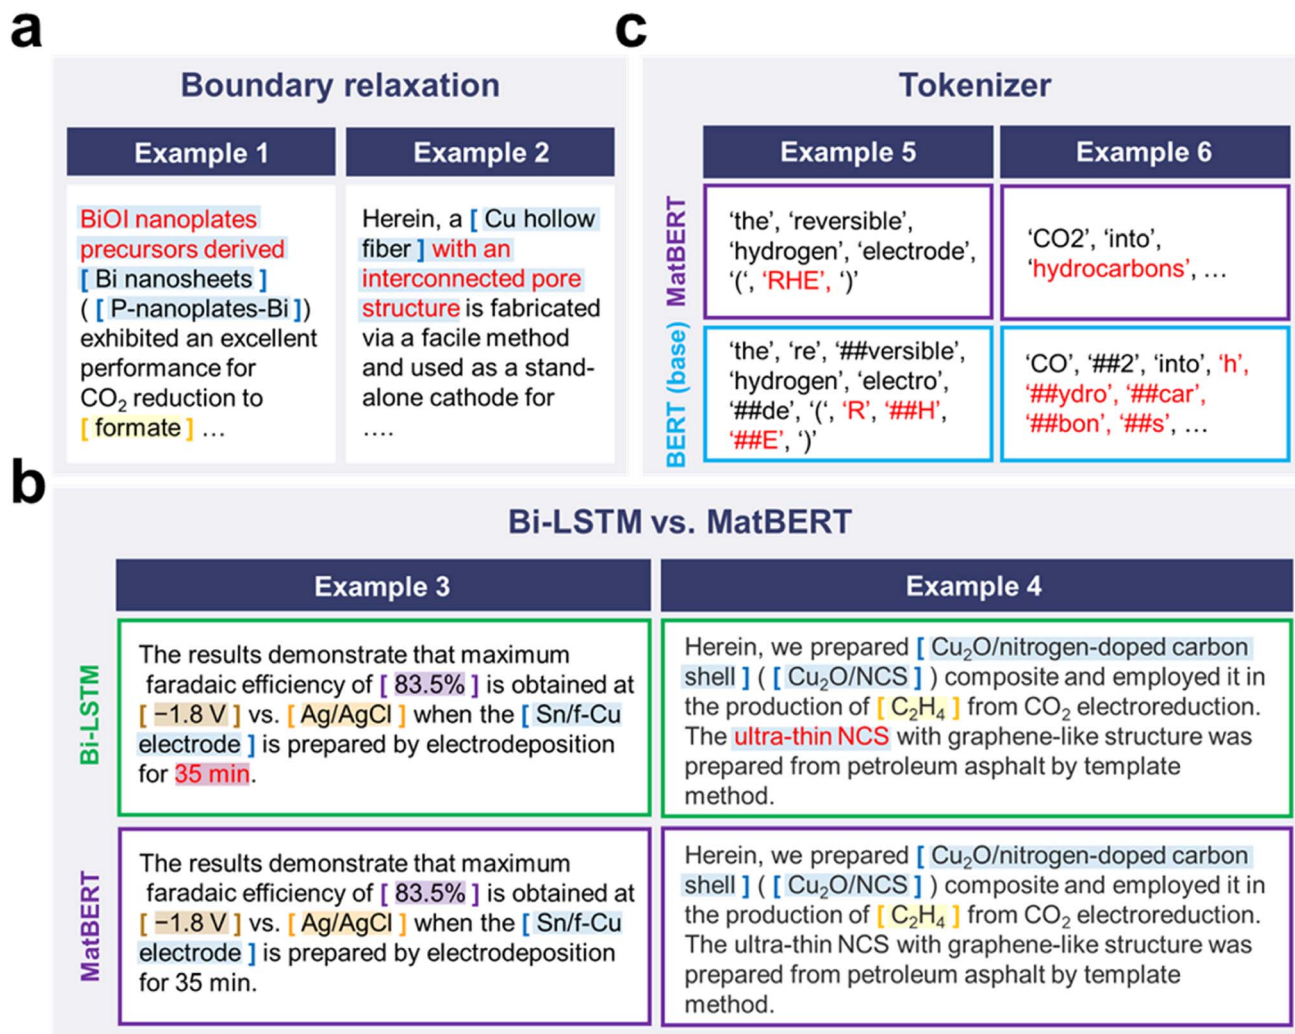 a
Boundary relaxation
Example 1
BiOI nanoplates
precursors derived
[ Bi nanosheets ]
( [ P-nanoplates-Bi ])
exhibited an excellent
performance for
CO₂ reduction to
[ formate ] ...
Example 2
Herein, a [ Cu hollow
fiber ] with an
interconnected pore
structure is fabricated
via a facile method
and used as a stand-
alone cathode for
....
c
Tokenizer
Example 5
Example 6
MatBERT
‘the’, ‘reversible’,
‘hydrogen’, ‘electrode’,
‘(‘, ‘RHE’, ‘)’
‘CO2’, ‘into’,
‘hydrocarbons’, ...
BERT (base)
‘the’, ‘re’, ‘##versible’,
‘hydrogen’, ‘electro’,
‘##de’, ‘(‘, ‘R’, ‘##H’,
‘##E’, ‘)’
‘CO’, ‘##2’, ‘into’, ‘h’,
‘##ydro’, ‘##car’,
‘##bon’, ‘##s’, ...
b
Bi-LSTM vs. MatBERT
Example 3
Example 4
Bi-LSTM
The results demonstrate that maximum
faradaic efficiency of [ 83.5% ] is obtained at
[ −1.8 V ] vs. [ Ag/AgCl ] when the [ Sn/f-Cu
electrode ] is prepared by electrodeposition
for 35 min.
Herein, we prepared [ Cu₂O/nitrogen-doped carbon
shell ] ( [ Cu₂O/NCS ] ) composite and employed it in
the production of [ C₂H₄ ] from CO₂ electroreduction.
The ultra-thin NCS with graphene-like structure was
prepared from petroleum asphalt by template
method.
MatBERT
The results demonstrate that maximum
faradaic efficiency of [ 83.5% ] is obtained at
[ −1.8 V ] vs. [ Ag/AgCl ] when the [ Sn/f-Cu
electrode ] is prepared by electrodeposition
for 35 min.
Herein, we prepared [ Cu₂O/nitrogen-doped carbon
shell ] ( [ Cu₂O/NCS ] ) composite and employed it in
the production of [ C₂H₄ ] from CO₂ electroreduction.
The ultra-thin NCS with graphene-like structure was
prepared from petroleum asphalt by template
method.